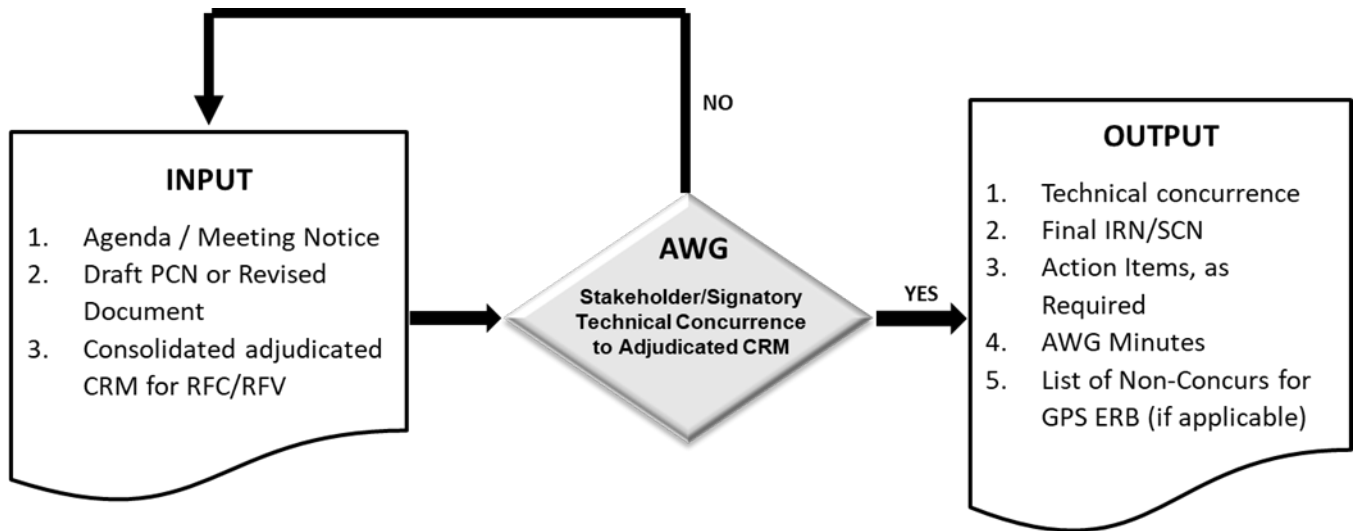 NO
INPUT
1. Agenda / Meeting Notice
2. Draft PCN or Revised
Document
3. Consolidated adjudicated
CRM for RFC/RFV
AWG
Stakeholder/Signatory
Technical Concurrence
to Adjudicated CRM
YES
OUTPUT
1. Technical concurrence
2. Final IRN/SCN
3. Action Items, as
Required
4. AWG Minutes
5. List of Non-Concurs for
GPS ERB (if applicable)